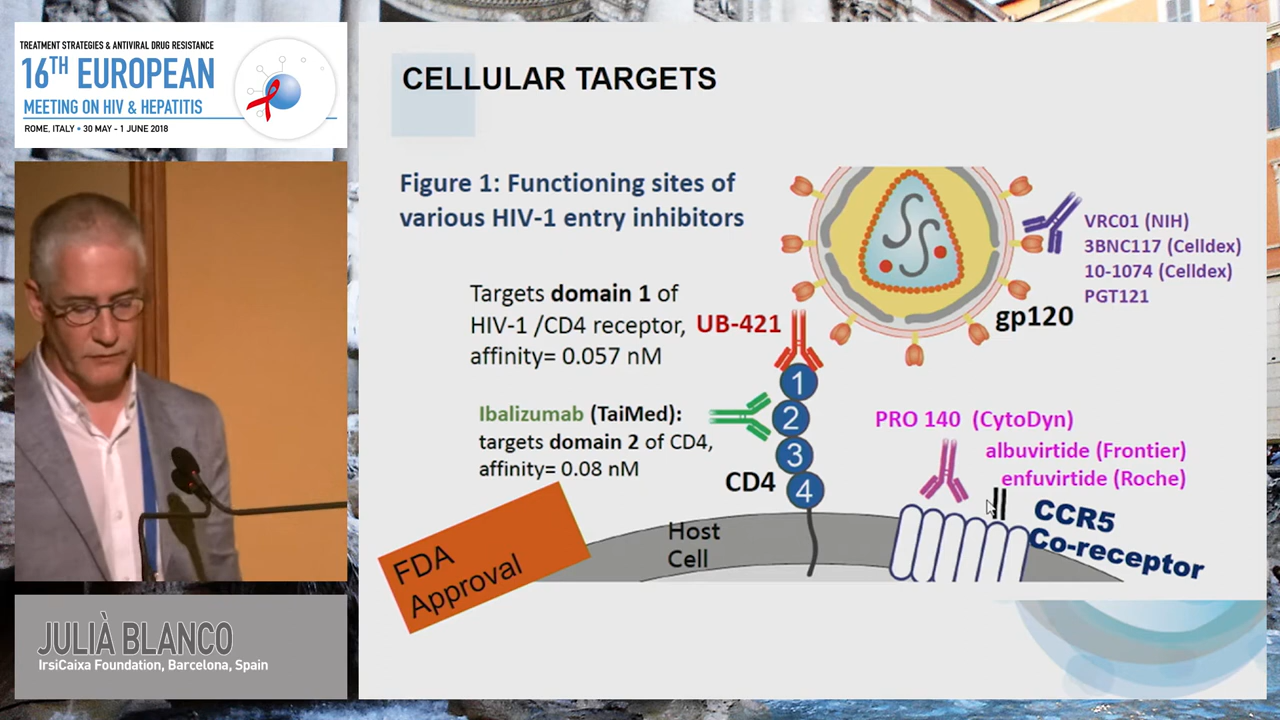 TREATMENT STRATEGIES & ANTIVIRAL DRUG RESISTANCE
16TH EUROPEAN
MEETING ON HIV & HEPATITIS
ROME, ITALY • 30 MAY - 1 JUNE 2018
JULIÀ BLANCO
IrsiCaixa Foundation, Barcelona, Spain
CELLULAR TARGETS
Figure 1: Functioning sites of
various HIV-1 entry inhibitors
Targets domain 1 of
HIV-1 /CD4 receptor,
affinity= 0.057 nM
UB-421
Ibalizumab (TaiMed):
targets domain 2 of CD4,
affinity= 0.08 nM
FDA
Approval
1
2
3
4
CD4
Host
Cell
VRC01 (NIH)
3BNC117 (Celldex)
10-1074 (Celldex)
PGT121
gp120
PRO 140 (CytoDyn)
albuvirtide (Frontier)
enfuvirtide (Roche)
CCR5
Co-receptor